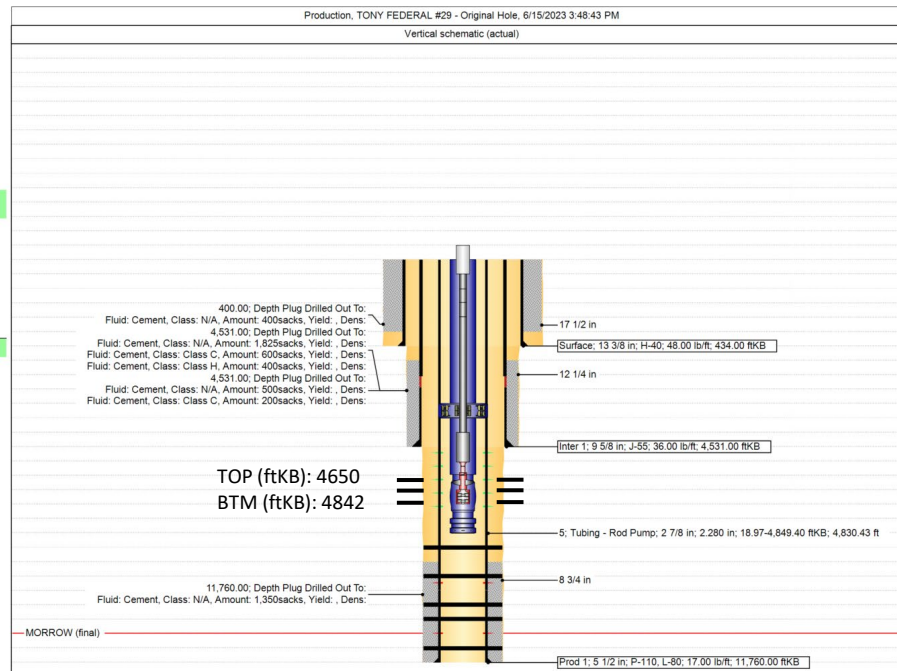 Production, TONY FEDERAL #29 - Original Hole, 6/15/2023 3:48:43 PM
Vertical schematic (actual)
400.00; Depth Plug Drilled Out To:
Fluid: Cement, Class: N/A, Amount: 400sacks, Yield: , Dens:
4,531.00; Depth Plug Drilled Out To:
Fluid: Cement, Class: N/A, Amount: 1,825sacks, Yield: , Dens:
Fluid: Cement, Class: Class C, Amount: 600sacks, Yield: , Dens:
Fluid: Cement, Class: Class H, Amount: 400sacks, Yield: , Dens:
4,531.00; Depth Plug Drilled Out To:
Fluid: Cement, Class: N/A, Amount: 500sacks, Yield: , Dens:
Fluid: Cement, Class: Class C, Amount: 200sacks, Yield: , Dens:
17 1/2 in
Surface; 13 3/8 in; H-40; 48.00 lb/ft; 434.00 ftKB
12 1/4 in
Inter 1; 9 5/8 in; J-55; 36.00 lb/ft; 4,531.00 ftKB
TOP (ftKB): 4650
BTM (ftKB): 4842
5; Tubing - Rod Pump; 2 7/8 in; 2.280 in; 18.97-4,849.40 ftKB; 4,830.43 ft
8 3/4 in
11,760.00; Depth Plug Drilled Out To:
Fluid: Cement, Class: N/A, Amount: 1,350sacks, Yield: , Dens:
MORROW (final)
Prod 1; 5 1/2 in; P-110, L-80; 17.00 lb/ft; 11,760.00 ftKB